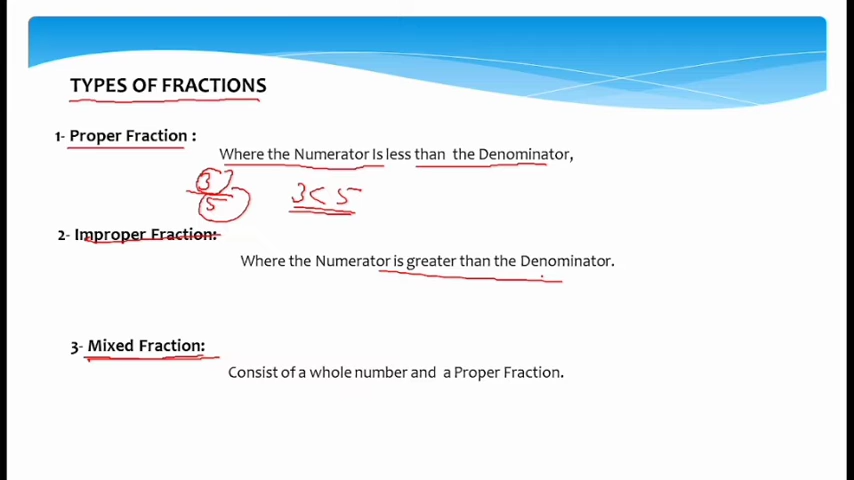 TYPES OF FRACTIONS
1- Proper Fraction :
Where the Numerator Is less than the Denominator,
3
5
3 < 5
2- Improper Fraction:
Where the Numerator is greater than the Denominator.
3- Mixed Fraction:
Consist of a whole number and a Proper Fraction.